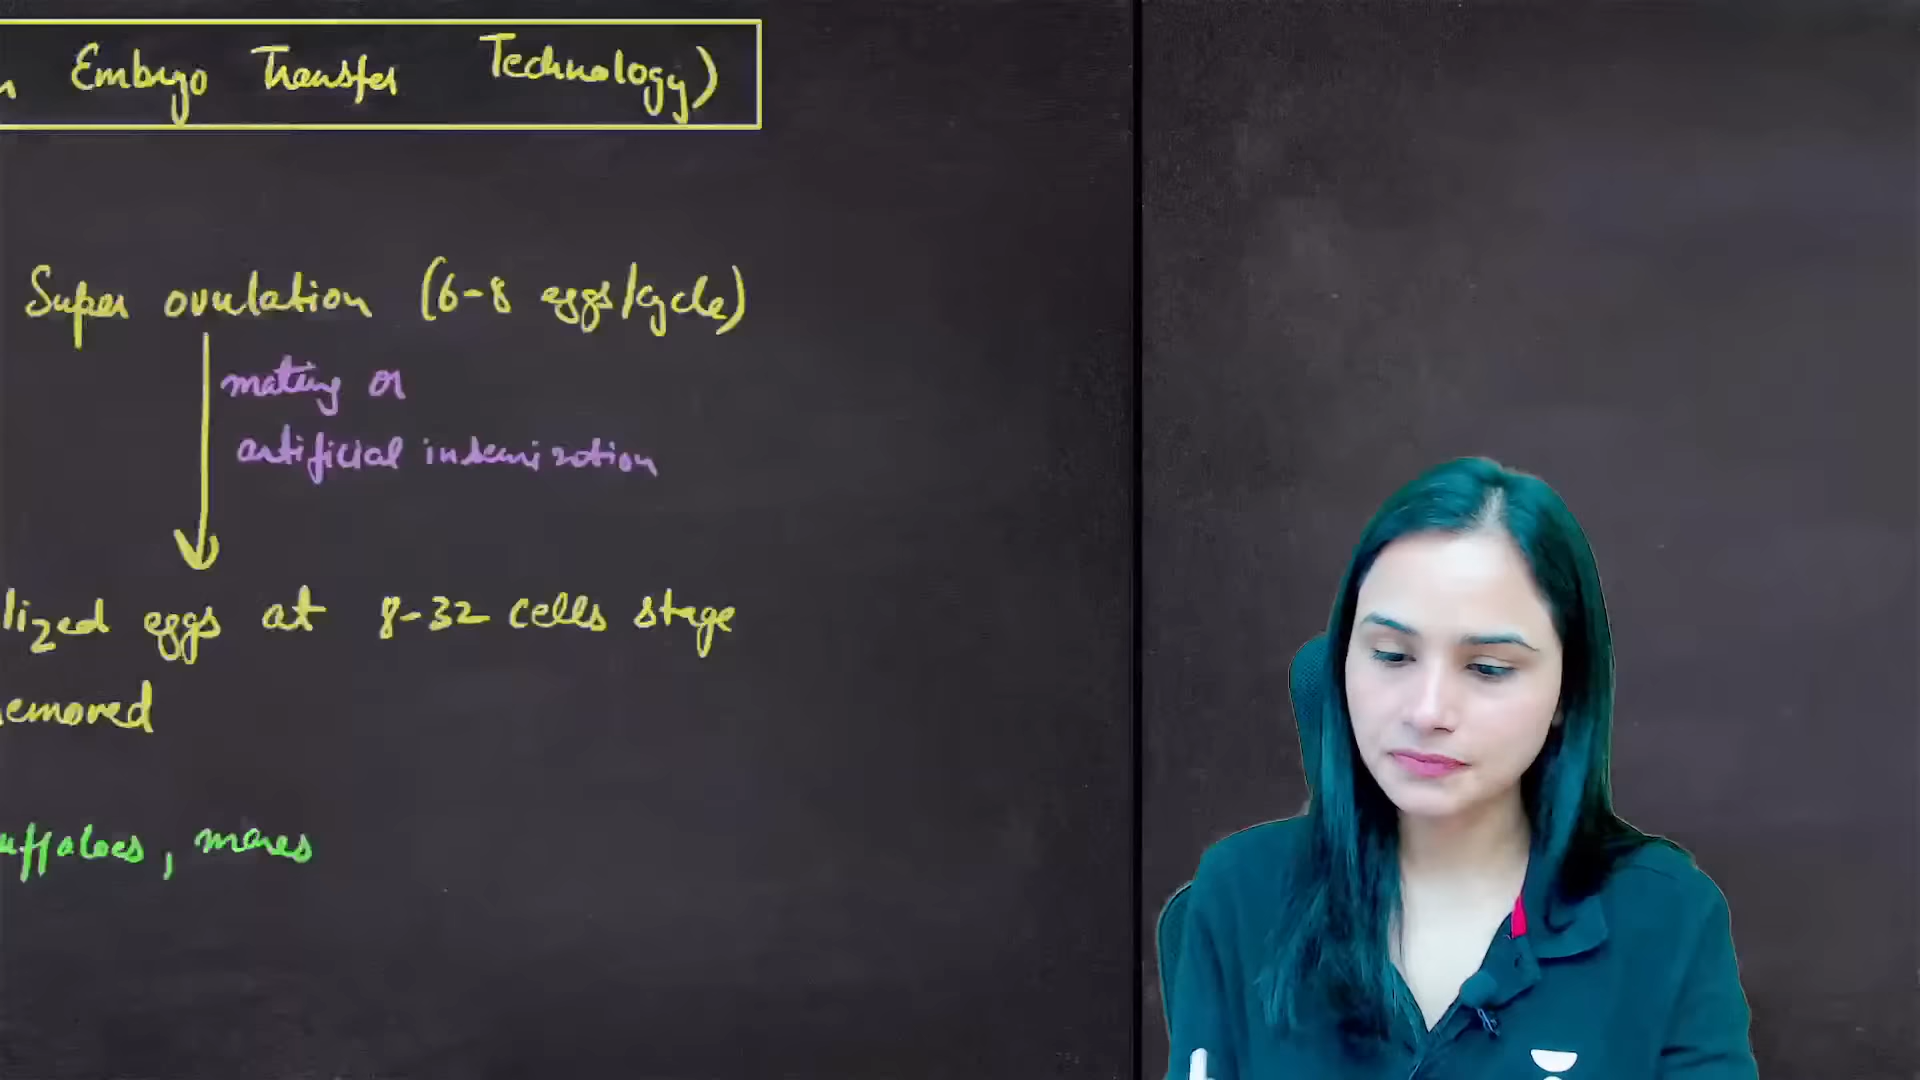 n Embryo Transfer Technology)
Super ovulation (6-8 eggs/cycle)
mating or
artificial insemination
lized eggs at 8-32 cells stage
removed
uffaloes, mares